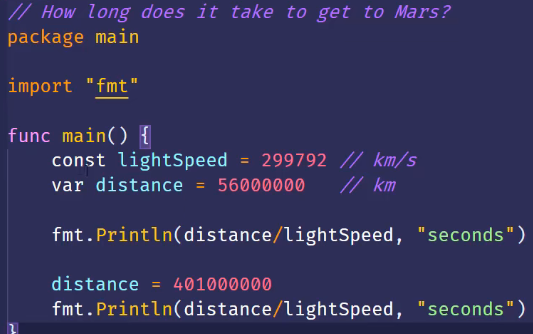 // How long does it take to get to Mars?
package main
import "fmt"
func main() {
const lightSpeed = 299792 // km/s
var distance = 56000000 // km
fmt.Println(distance/lightSpeed, "seconds")
distance = 401000000
fmt.Println(distance/lightSpeed, "seconds")
}